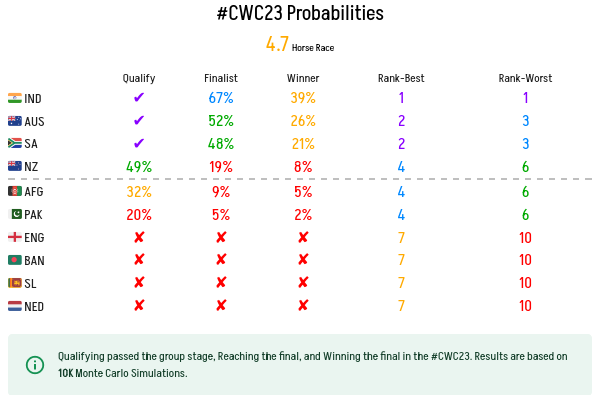 #CWC23 Probabilities
4.7 Horse Race
Qualify Finalist Winner Rank-Best Rank-Worst
IND ✔ 67% 39% 1 1
AUS ✔ 52% 26% 2 3
SA ✔ 48% 21% 2 3
NZ 49% 19% 8% 4 6
AFG 32% 9% 5% 4 6
PAK 20% 5% 2% 4 6
ENG ✘ ✘ ✘ 7 10
BAN ✘ ✘ ✘ 7 10
SL ✘ ✘ ✘ 7 10
NED ✘ ✘ ✘ 7 10
Qualifying passed the group stage, Reaching the final, and Winning the final in the #CWC23. Results are based on
10K Monte Carlo Simulations.